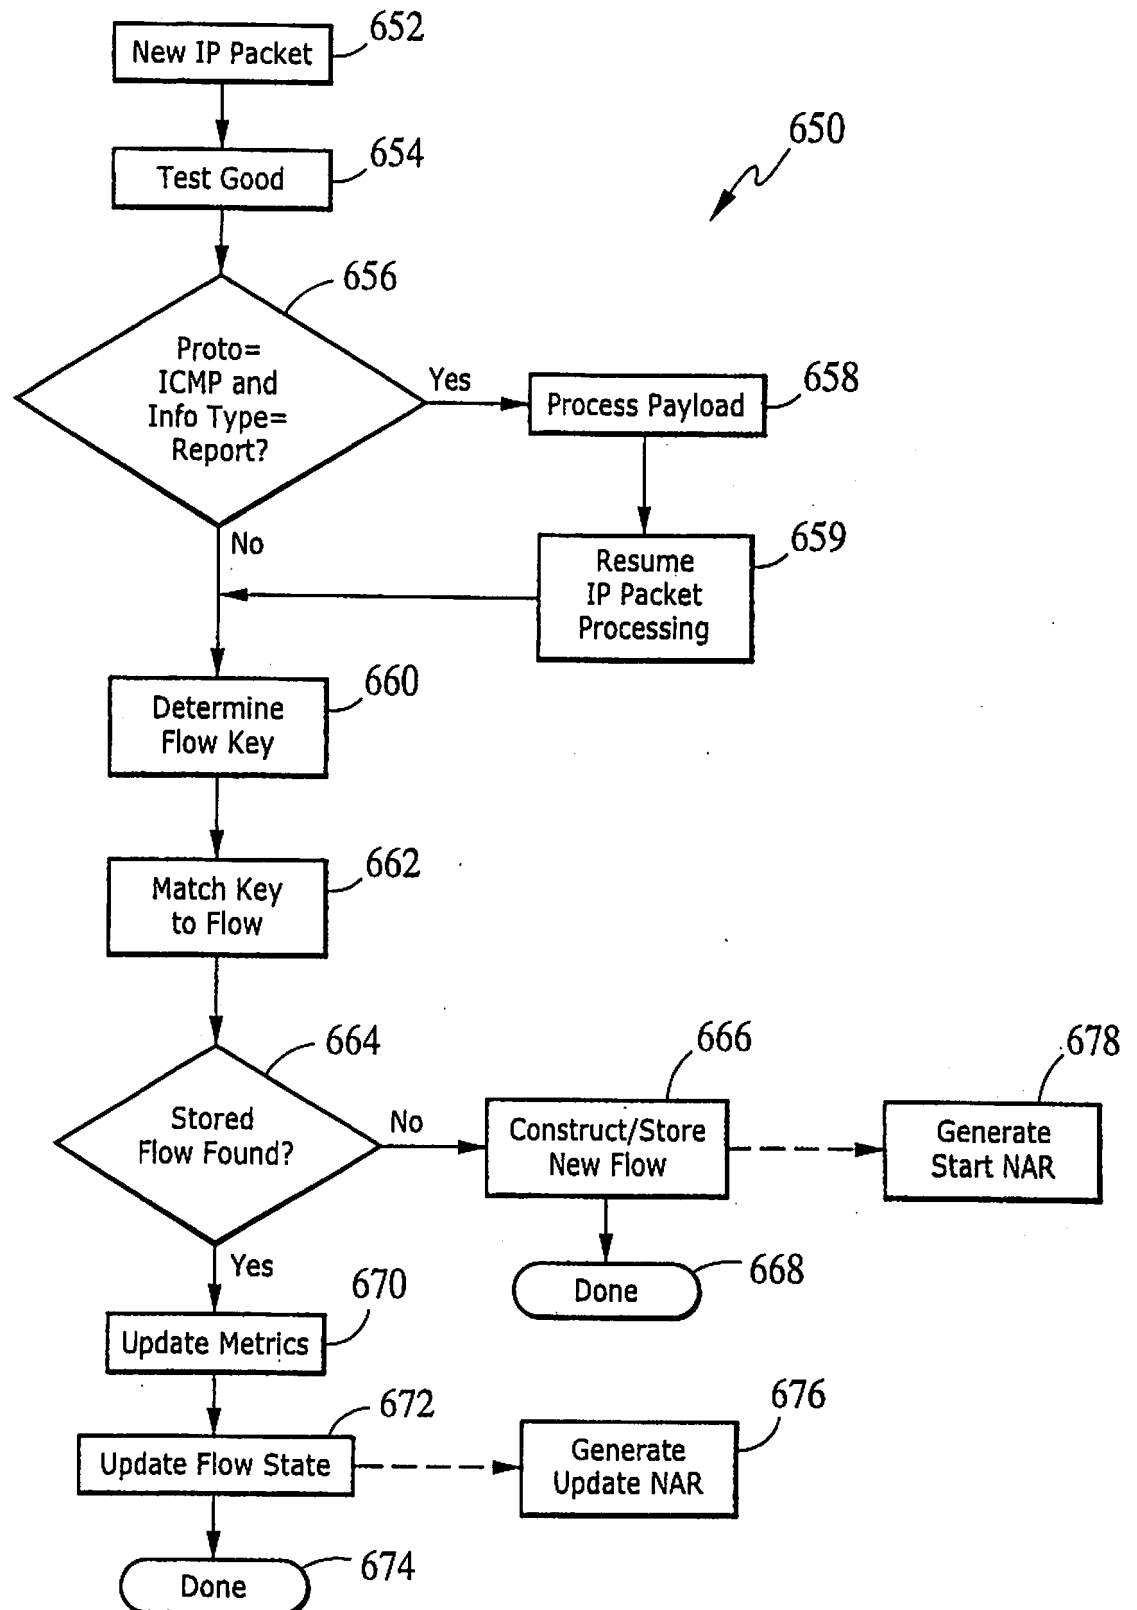 652
New IP Packet
654
Test Good
650
656
Proto=
ICMP and
Info Type=
Report?
Yes
658
Process Payload
No
659
Resume
IP Packet
Processing
660
Determine
Flow Key
662
Match Key
to Flow
664
Stored
Flow Found?
No
666
Construct/Store
New Flow
678
Generate
Start NAR
Yes
668
Done
670
Update Metrics
672
Update Flow State
676
Generate
Update NAR
674
Done